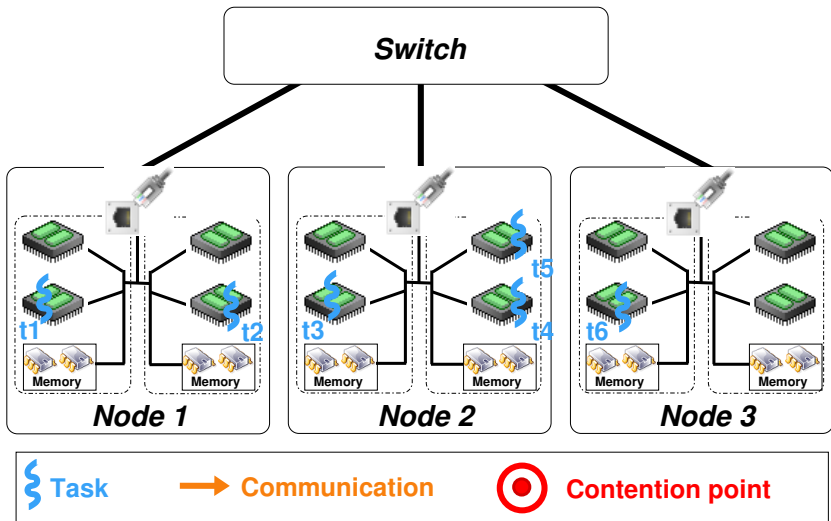 Switch
t1
t2
Memory
Memory
Node 1
t5
t3
t4
Memory
Memory
Node 2
t6
Memory
Memory
Node 3
Task
Communication
Contention point